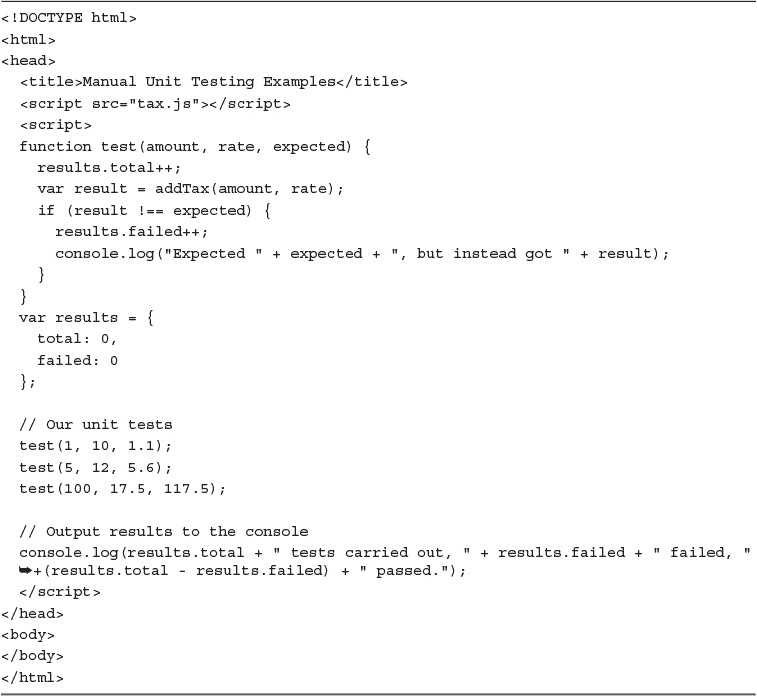 <!DOCTYPE html>
<html>
<head>
  <title>Manual Unit Testing Examples</title>
  <script src="tax.js"></script>
  <script>
  function test(amount, rate, expected) {
    results.total++;
    var result = addTax(amount, rate);
    if (result !== expected) {
      results.failed++;
      console.log("Expected " + expected + ", but instead got " + result);
    }
  }
  var results = {
    total: 0,
    failed: 0
  };

  // Our unit tests
  test(1, 10, 1.1);
  test(5, 12, 5.6);
  test(100, 17.5, 117.5);

  // Output results to the console
  console.log(results.total + " tests carried out, " + results.failed + " failed, "
  ➥+(results.total - results.failed) + " passed.");
  </script>
</head>
<body>
</body>
</html>